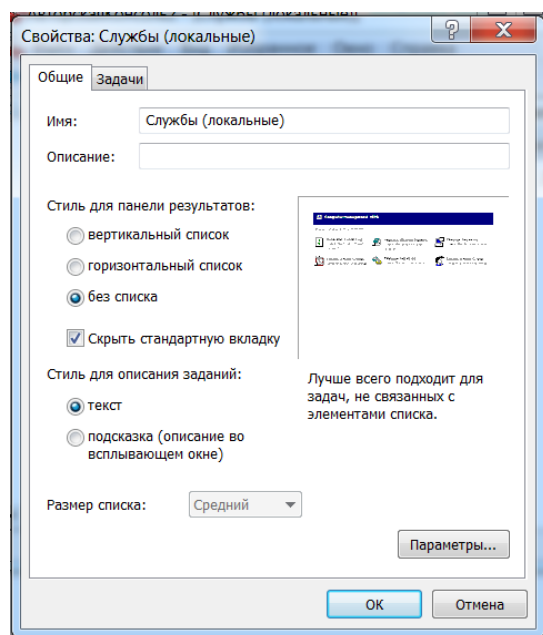 Свойства: Службы (локальные)
Общие Задачи
Имя: Службы (локальные)
Описание:
Стиль для панели результатов:
вертикальный список
горизонтальный список
без списка
Скрыть стандартную вкладку
Стиль для описания заданий:
текст
подсказка (описание во
всплывающем окне)
Лучше всего подходит для
задач, не связанных с
элементами списка.
Размер списка: Средний
Параметры...
ОК Отмена